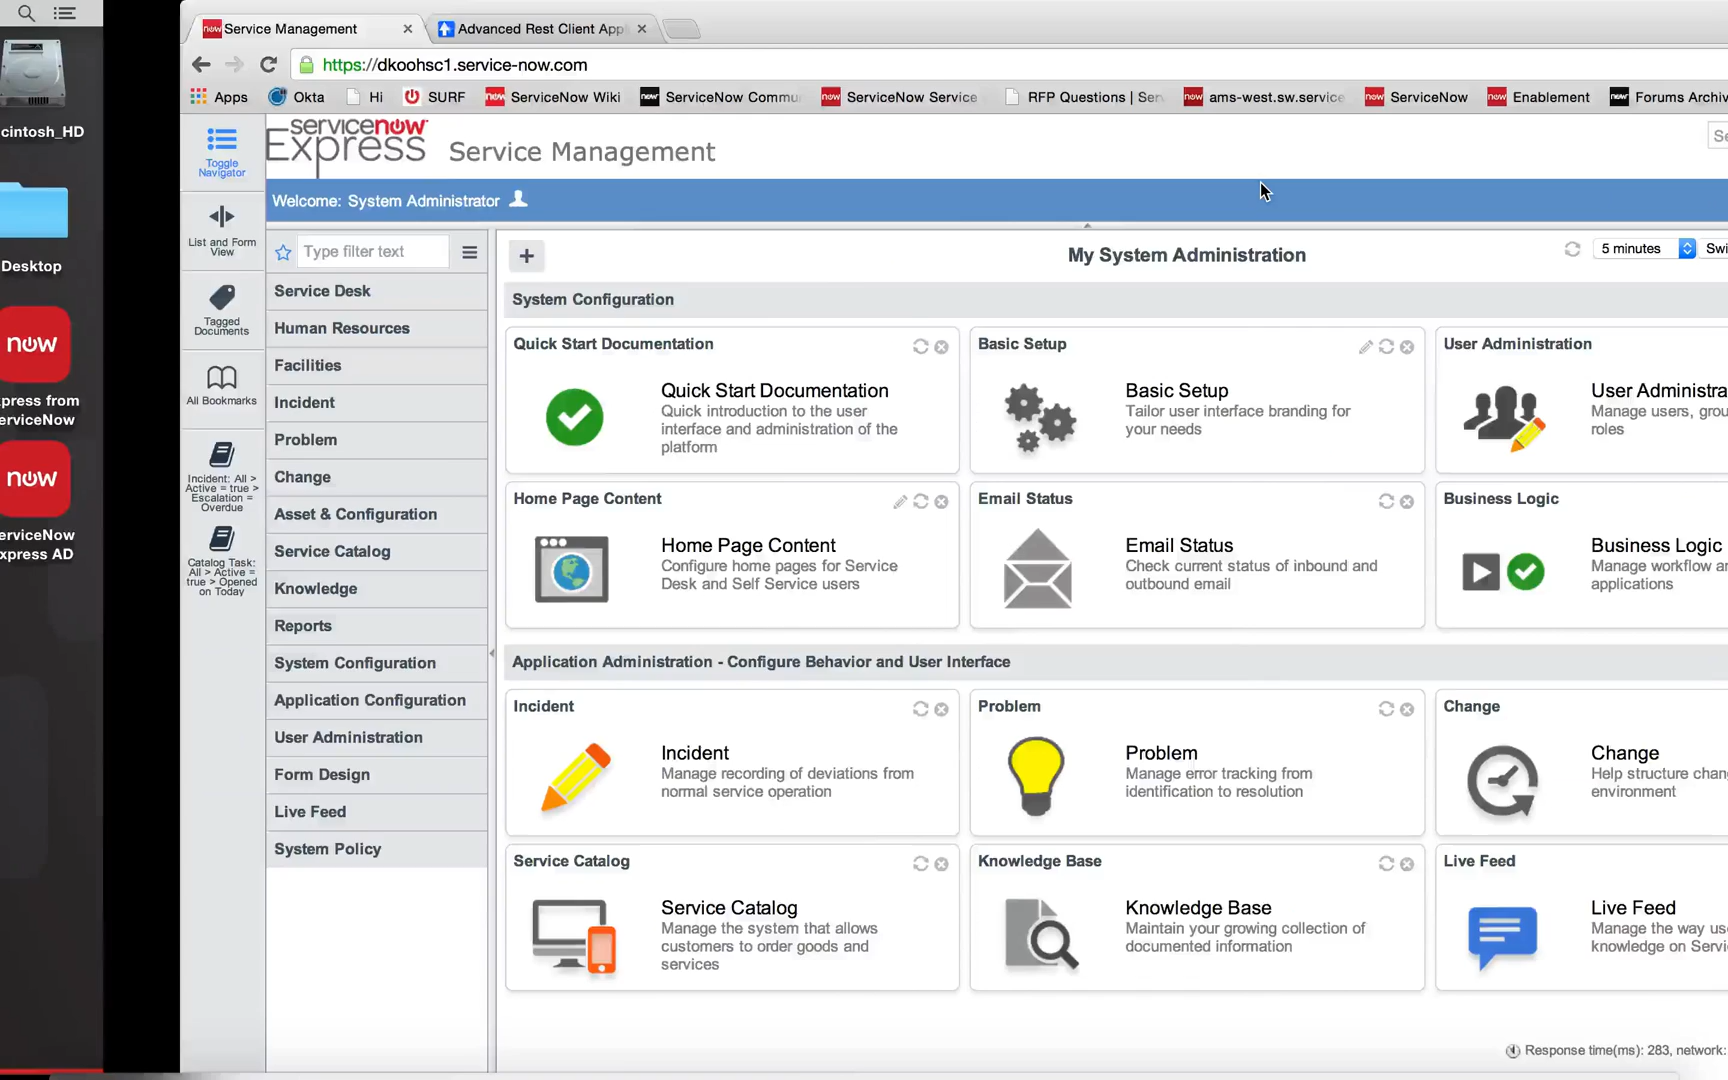 Service Management
Advanced Rest Client App
https://dkoohsc1.service-now.com
Apps
Okta
Hi
SURF
now
ServiceNow Wiki
now
ServiceNow Commu
now
ServiceNow Service
RFP Questions | Ser
now
ams-west.sw.service
now
ServiceNow
now
Enablement
now
Forums Archiv
cintosh_HD
Desktop
now
press from
erviceNow
now
erviceNow
xpress AD
Toggle
Navigator
List and Form
View
Tagged
Documents
All Bookmarks
Incident: All >
Active = true >
Escalation =
Overdue
Catalog Task:
All > Active =
true > Opened
on Today
servicenow
Express
Service Management
Se
Welcome: System Administrator
Type filter text
Service Desk
Human Resources
Facilities
Incident
Problem
Change
Asset & Configuration
Service Catalog
Knowledge
Reports
System Configuration
Application Configuration
User Administration
Form Design
Live Feed
System Policy
+
My System Administration
5 minutes
Swi
System Configuration
Quick Start Documentation
Quick Start Documentation
Quick introduction to the user
interface and administration of the
platform
Basic Setup
Basic Setup
Tailor user interface branding for
your needs
User Administration
User Administra
Manage users, grou
roles
Home Page Content
Home Page Content
Configure home pages for Service
Desk and Self Service users
Email Status
Email Status
Check current status of inbound and
outbound email
Business Logic
Business Logic
Manage workflow an
applications
Application Administration - Configure Behavior and User Interface
Incident
Incident
Manage recording of deviations from
normal service operation
Problem
Problem
Manage error tracking from
identification to resolution
Change
Change
Help structure chan
environment
Service Catalog
Service Catalog
Manage the system that allows
customers to order goods and
services
Knowledge Base
Knowledge Base
Maintain your growing collection of
documented information
Live Feed
Live Feed
Manage the way use
knowledge on Servi
Response time(ms): 283, network: